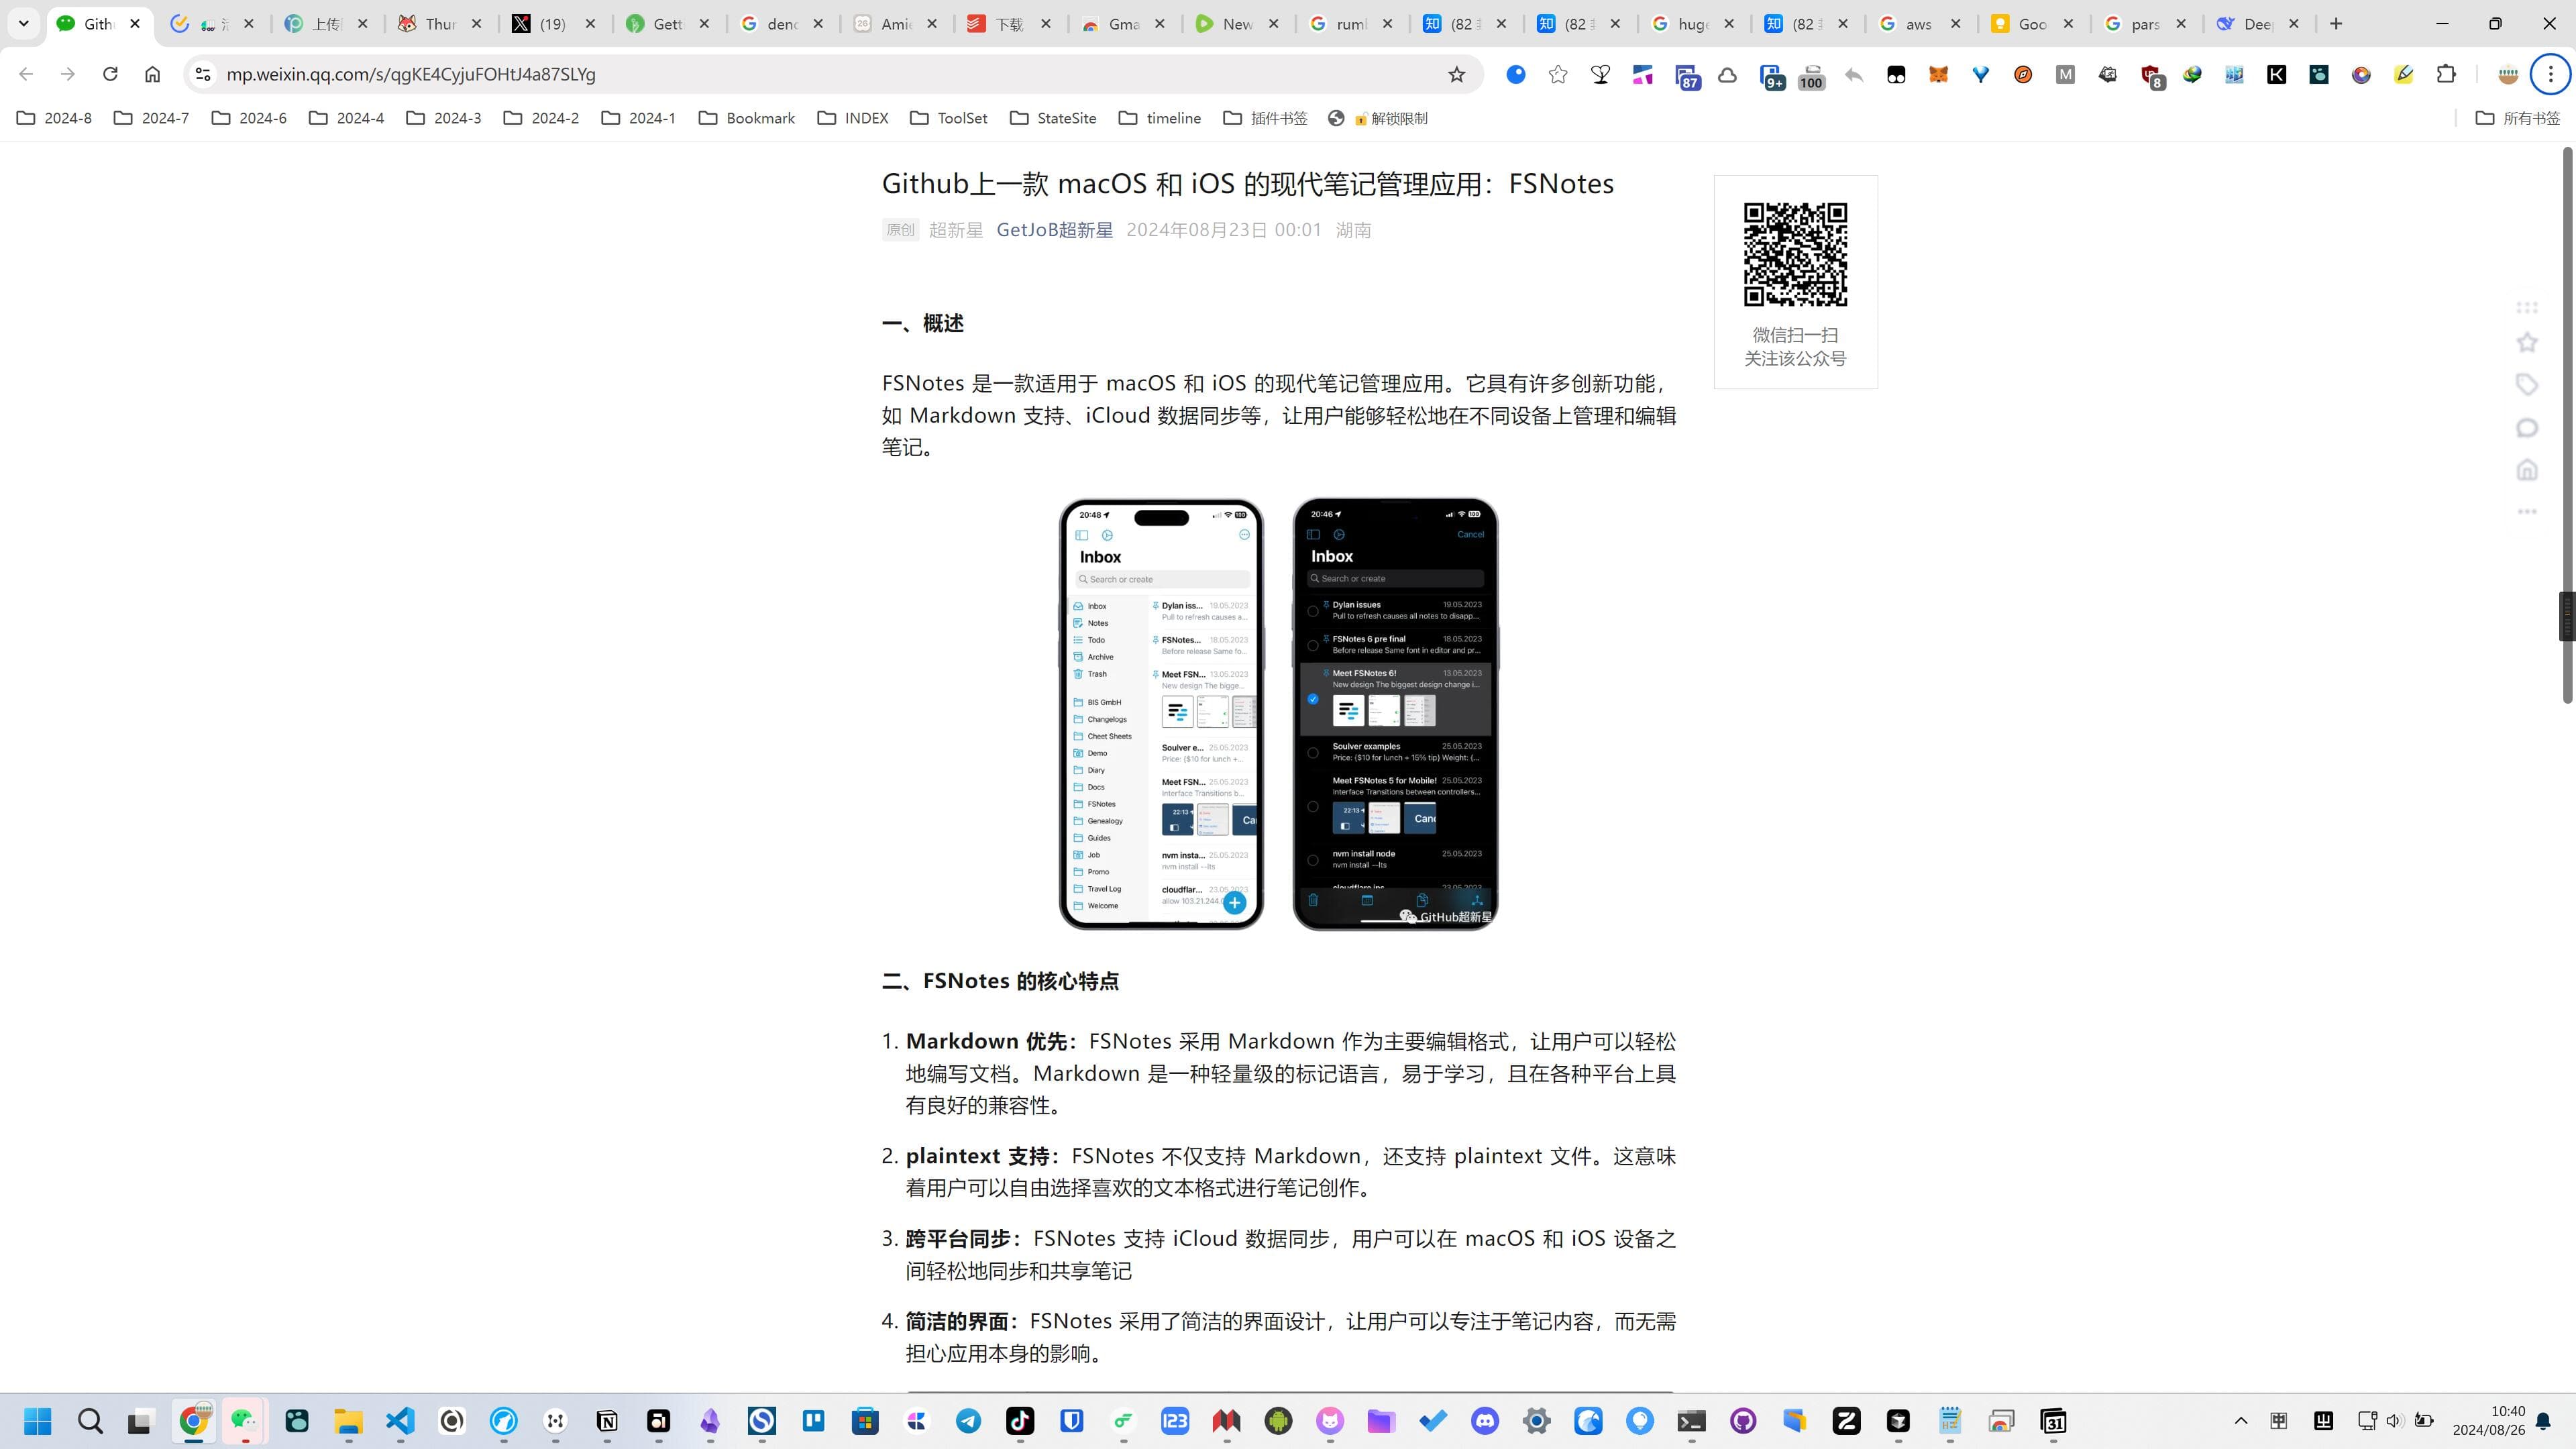 Gith
上传
Thur
(19)
Gett
denc
Amie
下载
Gma
New
rumb
(82
(82
huge
(82
aws
Goo
pars
Deep
mp.weixin.qq.com/s/qgKE4CyjuFOHtJ4a87SLYg
87
9+
100
8
2024-8
2024-7
2024-6
2024-4
2024-3
2024-2
2024-1
Bookmark
INDEX
ToolSet
StateSite
timeline
插件书签
解锁限制
所有书签
Github上一款 macOS 和 iOS 的现代笔记管理应用：FSNotes
原创 超新星 GetJoB超新星 2024年08月23日 00:01 湖南
微信扫一扫
关注该公众号
一、概述
FSNotes 是一款适用于 macOS 和 iOS 的现代笔记管理应用。它具有许多创新功能，
如 Markdown 支持、iCloud 数据同步等，让用户能够轻松地在不同设备上管理和编辑
笔记。
20:48
100
Inbox
Search or create
Inbox
Notes
Todo
Archive
Trash
BIS GmbH
Changelogs
Cheet Sheets
Demo
Diary
Docs
FSNotes
Genealogy
Guides
Job
Promo
Travel Log
Welcome
Dylan iss... 19.05.2023
Pull to refresh causes a...
FSNotes... 18.05.2023
Before release Same fo...
Meet FSN... 13.05.2023
New design The bigge...
Soulver e... 25.05.2023
Price: {$10 for lunch +...
Meet FSN... 25.05.2023
Interface Transitions b...
22:13
Ca
nvm insta... 25.05.2023
nvm install --lts
cloudflar... 23.05.2023
allow 103.21.244.
20:46
100
Cancel
Inbox
Search or create
Dylan issues 19.05.2023
Pull to refresh causes all notes to disapp...
FSNotes 6 pre final 18.05.2023
Before release Same font in editor and pr...
Meet FSNotes 6! 13.05.2023
New design The biggest design change i...
Soulver examples 25.05.2023
Price: {$10 for lunch + 15% tip} Weight: {...
Meet FSNotes 5 for Mobile! 25.05.2023
Interface Transitions between controllers...
22:13
Canc
nvm install node 25.05.2023
nvm install --lts
cloudflare ips 23.05.2023
GitHub超新星
二、FSNotes 的核心特点
1. Markdown 优先：FSNotes 采用 Markdown 作为主要编辑格式，让用户可以轻松
地编写文档。Markdown 是一种轻量级的标记语言，易于学习，且在各种平台上具
有良好的兼容性。
2. plaintext 支持：FSNotes 不仅支持 Markdown，还支持 plaintext 文件。这意味
着用户可以自由选择喜欢的文本格式进行笔记创作。
3. 跨平台同步：FSNotes 支持 iCloud 数据同步，用户可以在 macOS 和 iOS 设备之
间轻松地同步和共享笔记
4. 简洁的界面：FSNotes 采用了简洁的界面设计，让用户可以专注于笔记内容，而无需
担心应用本身的影响。
123
31
10:40
2024/08/26